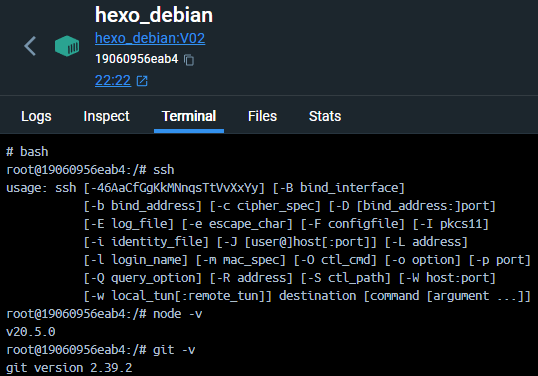 hexo_debian
hexo_debian:V02
19060956eab4
22:22
Logs Inspect Terminal Files Stats
# bash
root@19060956eab4:/# ssh
usage: ssh [-46AaCfGgKkMNnqsTtVvXxYy] [-B bind_interface]
           [-b bind_address] [-c cipher_spec] [-D [bind_address:]port]
           [-E log_file] [-e escape_char] [-F configfile] [-I pkcs11]
           [-i identity_file] [-J [user@]host[:port]] [-L address]
           [-l login_name] [-m mac_spec] [-O ctl_cmd] [-o option] [-p port]
           [-Q query_option] [-R address] [-S ctl_path] [-W host:port]
           [-w local_tun[:remote_tun]] destination [command [argument ...]]
root@19060956eab4:/# node -v
v20.5.0
root@19060956eab4:/# git -v
git version 2.39.2